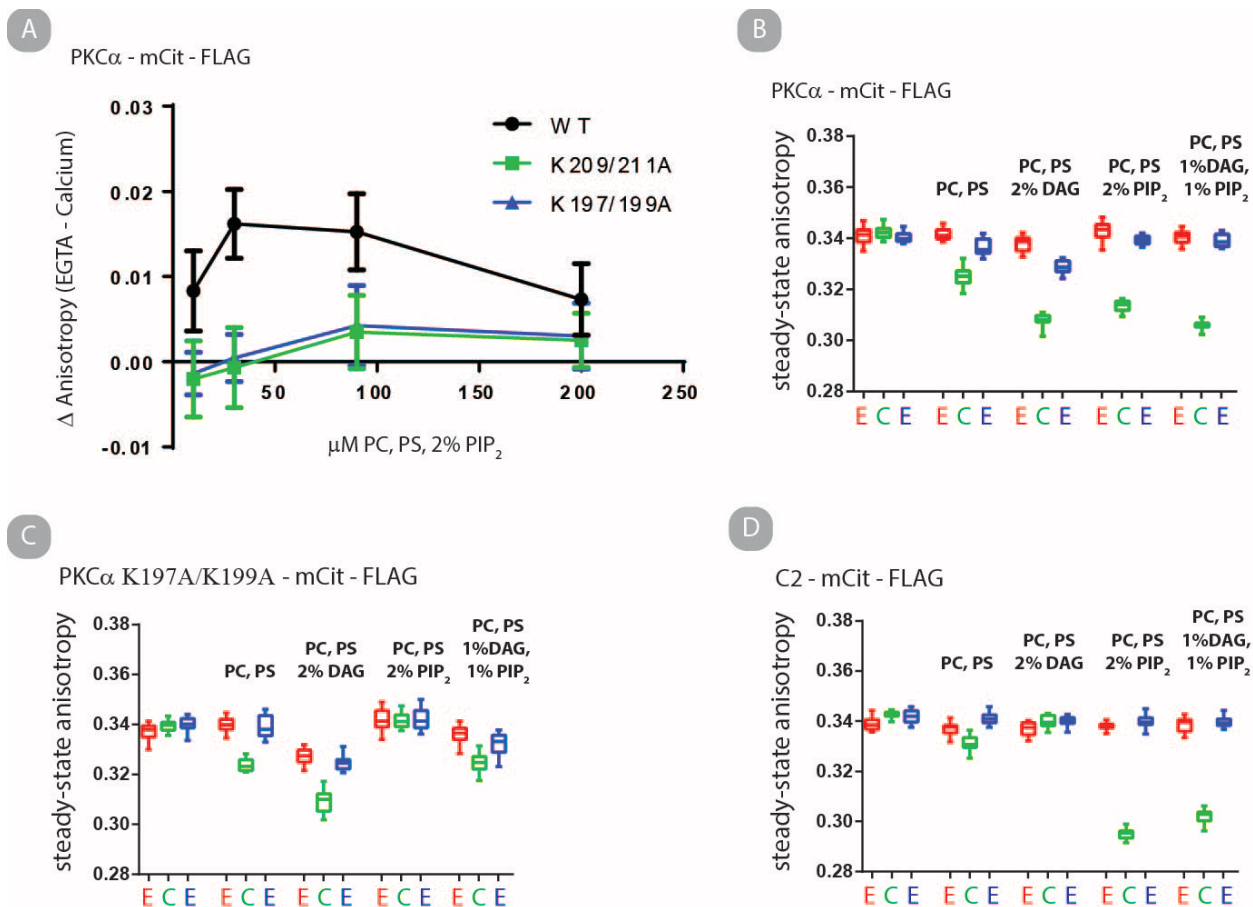 A
PKCα - mCit - FLAG
Δ Anisotropy (EGTA - Calcium)
0.03
0.02
0.01
0.00
-0.01
50
100
150
200
250
μM PC, PS, 2% PIP₂
WT
K209/211A
K197/199A
B
PKCα - mCit - FLAG
steady-state anisotropy
0.38
0.36
0.34
0.32
0.30
0.28
PC, PS
PC, PS
2% DAG
PC, PS
2% PIP₂
PC, PS
1%DAG,
1% PIP₂
E C E E C E E C E E C E E C E
C
PKCα K197A/K199A - mCit - FLAG
steady-state anisotropy
0.38
0.36
0.34
0.32
0.30
0.28
PC, PS
PC, PS
2% DAG
PC, PS
2% PIP₂
PC, PS
1%DAG,
1% PIP₂
E C E E C E E C E E C E E C E
D
C2 - mCit - FLAG
steady-state anisotropy
0.38
0.36
0.34
0.32
0.30
0.28
PC, PS
PC, PS
2% DAG
PC, PS
2% PIP₂
PC, PS
1%DAG,
1% PIP₂
E C E E C E E C E E C E E C E